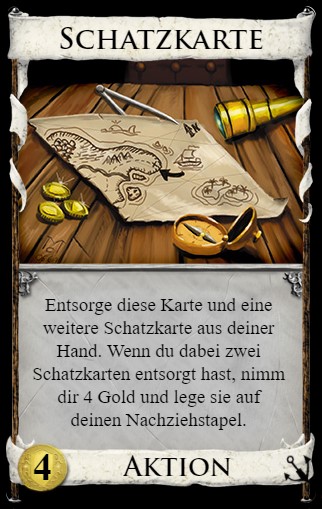 SCHATZKARTE
Entsorge diese Karte und eine
weitere Schatzkarte aus deiner
Hand. Wenn du dabei zwei
Schatzkarten entsorgt hast, nimm
dir 4 Gold und lege sie auf
deinen Nachziehstapel.
4 AKTION